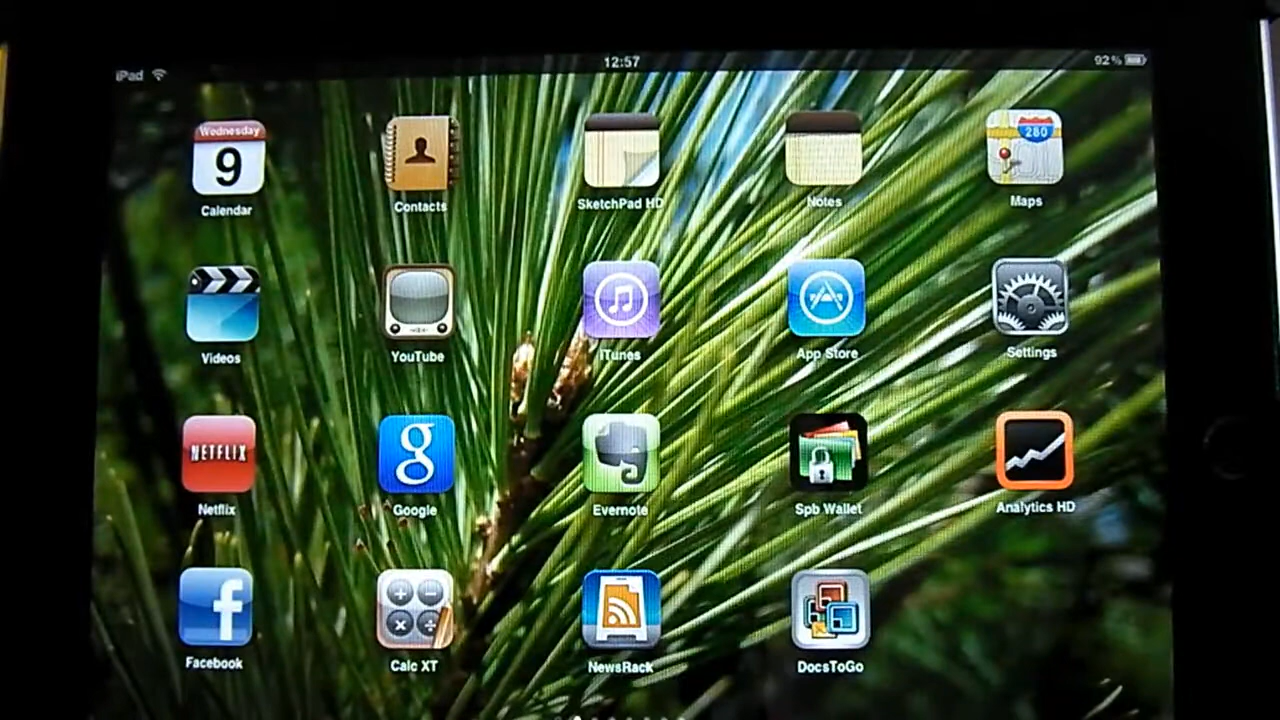 iPad 12:57 92%
Wednesday
9 280
Calendar Contacts SketchPad HD Notes Maps
Videos YouTube iTunes App Store Settings
NETFLIX g
Netflix Google Evernote Spb Wallet Analytics HD
f + − × ÷
Facebook Calc XT NewsRack DocsToGo